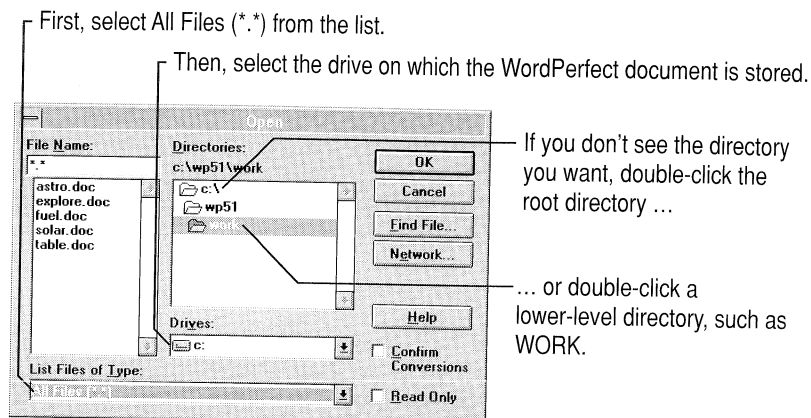 First, select All Files (*.*) from the list.
Then, select the drive on which the WordPerfect document is stored.
Open
File Name:
*.*
astro.doc
explore.doc
fuel.doc
solar.doc
table.doc
List Files of Type:
All Files (*.*)
Directories:
c:\wp51\work
c:\
wp51
work
Drives:
c:
OK
Cancel
Find File...
Network...
Help
Confirm
Conversions
Read Only
If you don't see the directory
you want, double-click the
root directory …
… or double-click a
lower-level directory, such as
WORK.